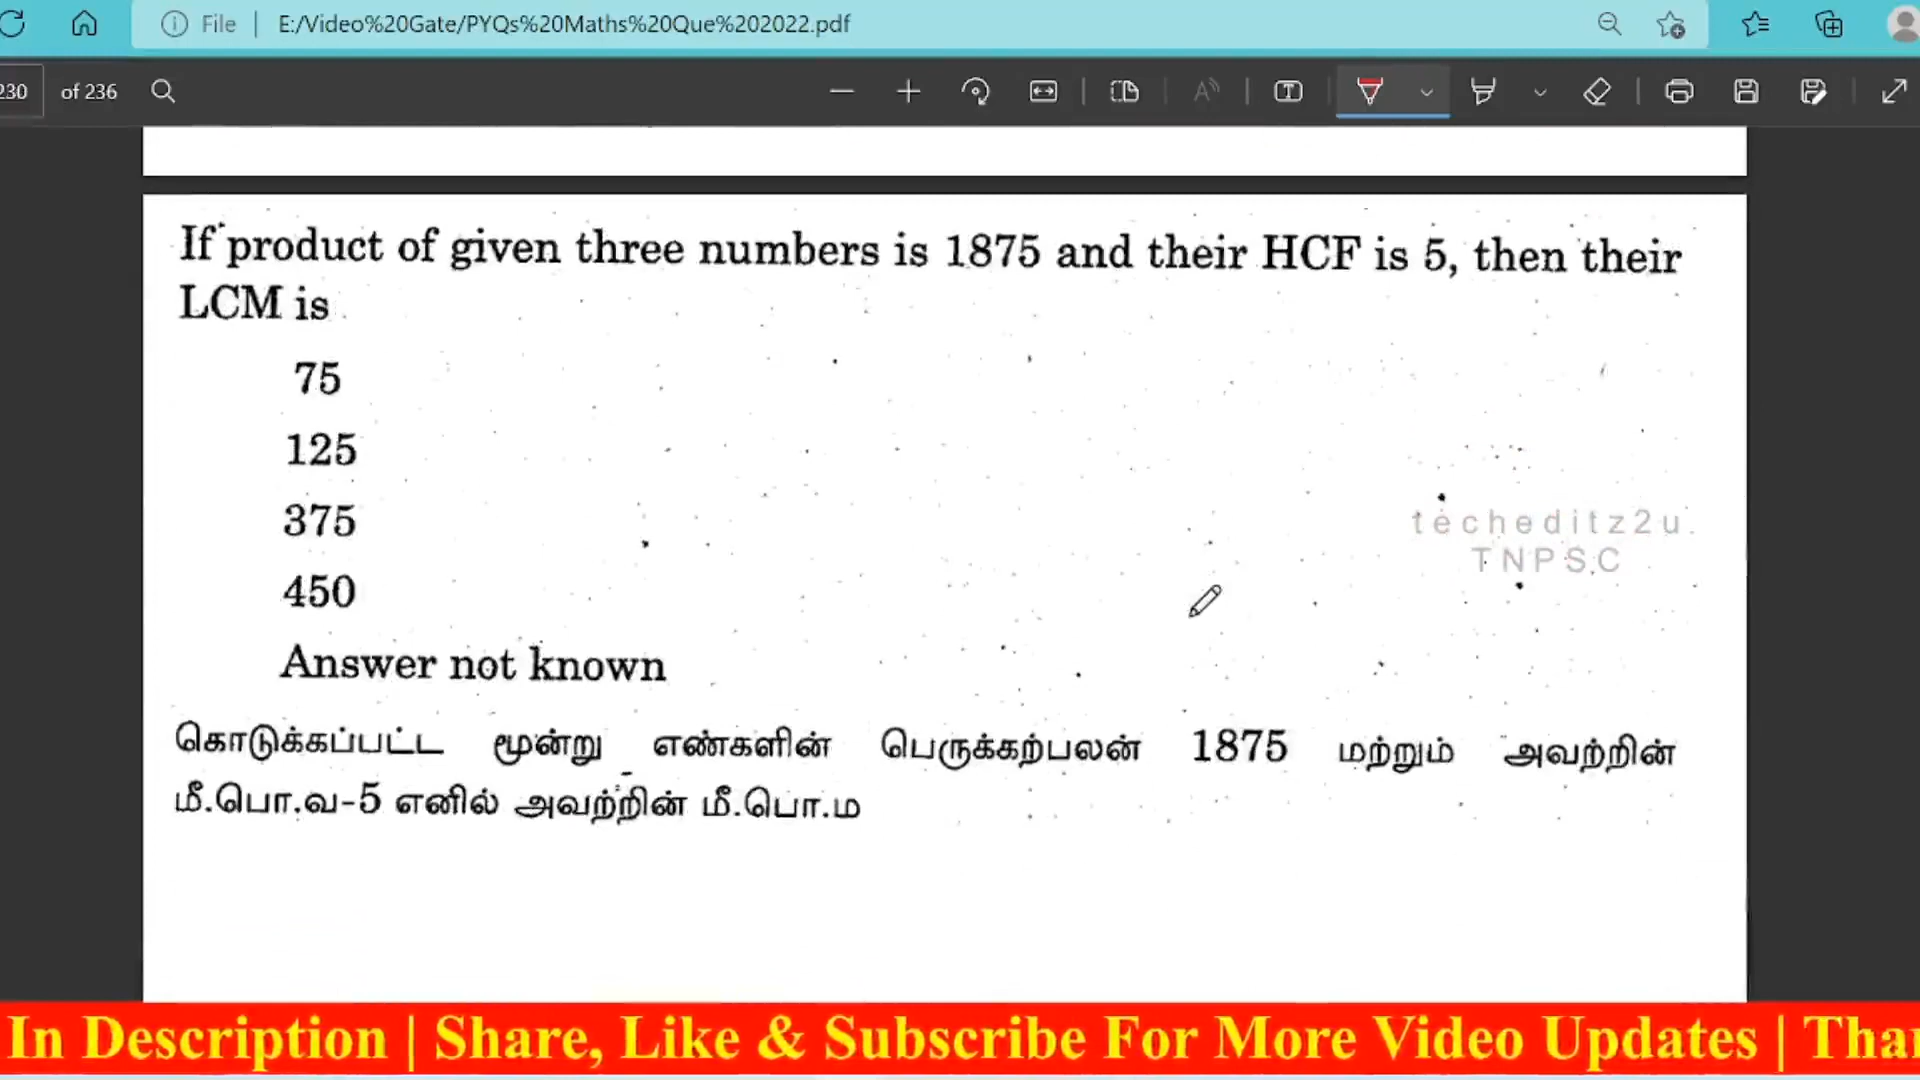 File | E:/Video%20Gate/PYQs%20Maths%20Que%202022.pdf
230 of 236
If product of given three numbers is 1875 and their HCF is 5, then their
LCM is
75
125
375
450
Answer not known
techeditz2u
TNPSC
கொடுக்கப்பட்ட மூன்று எண்களின் பெருக்கற்பலன் 1875 மற்றும் அவற்றின்
மீ.பொ.வ-5 எனில் அவற்றின் மீ.பொ.ம
In Description | Share, Like & Subscribe For More Video Updates |